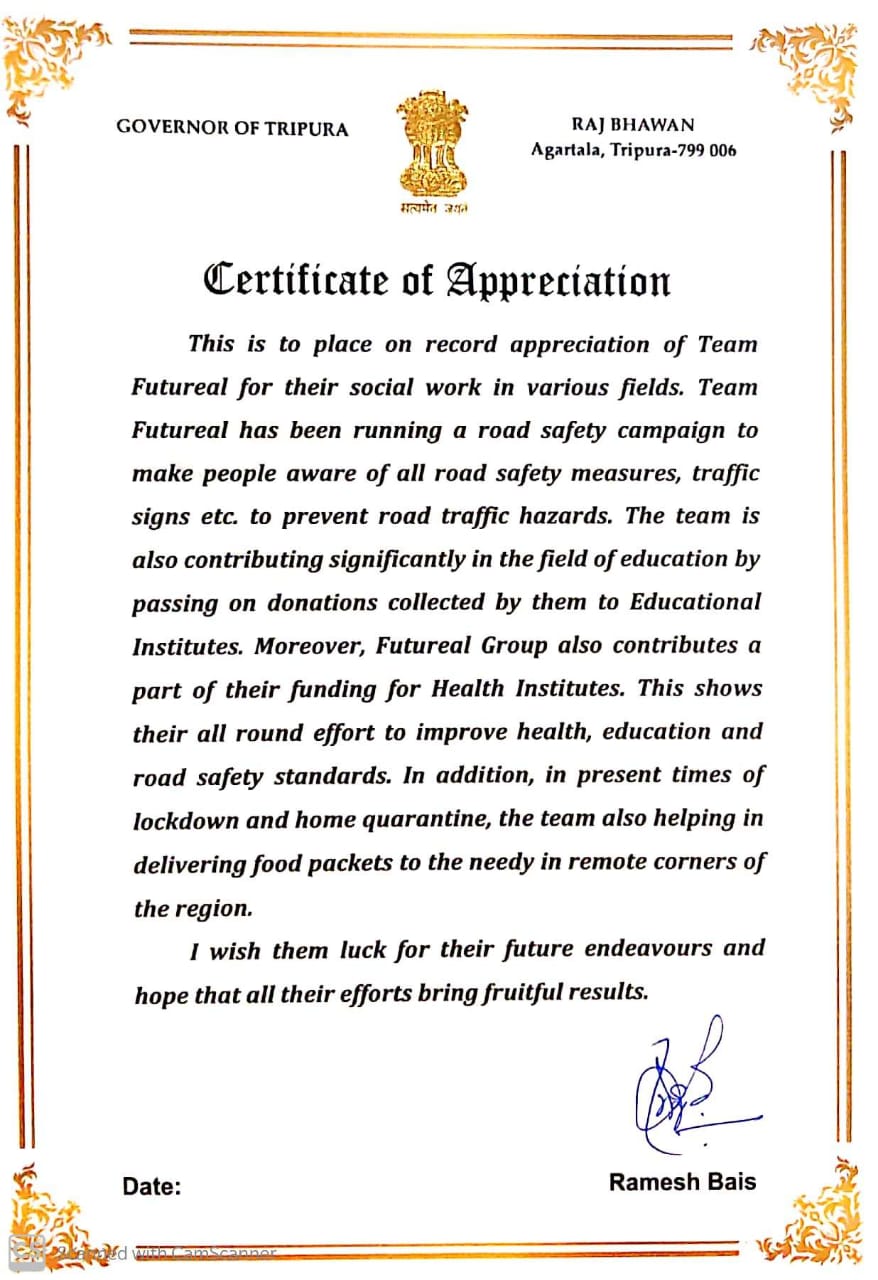 GOVERNOR OF TRIPURA
RAJ BHAWAN
Agartala, Tripura-799 006
सत्यमेव जयते
Certificate of Appreciation
This is to place on record appreciation of Team
Futureal for their social work in various fields. Team
Futureal has been running a road safety campaign to
make people aware of all road safety measures, traffic
signs etc. to prevent road traffic hazards. The team is
also contributing significantly in the field of education by
passing on donations collected by them to Educational
Institutes. Moreover, Futureal Group also contributes a
part of their funding for Health Institutes. This shows
their all round effort to improve health, education and
road safety standards. In addition, in present times of
lockdown and home quarantine, the team also helping in
delivering food packets to the needy in remote corners of
the region.
I wish them luck for their future endeavours and
hope that all their efforts bring fruitful results.
Date:
Ramesh Bais
CS
Scanned with CamScanner